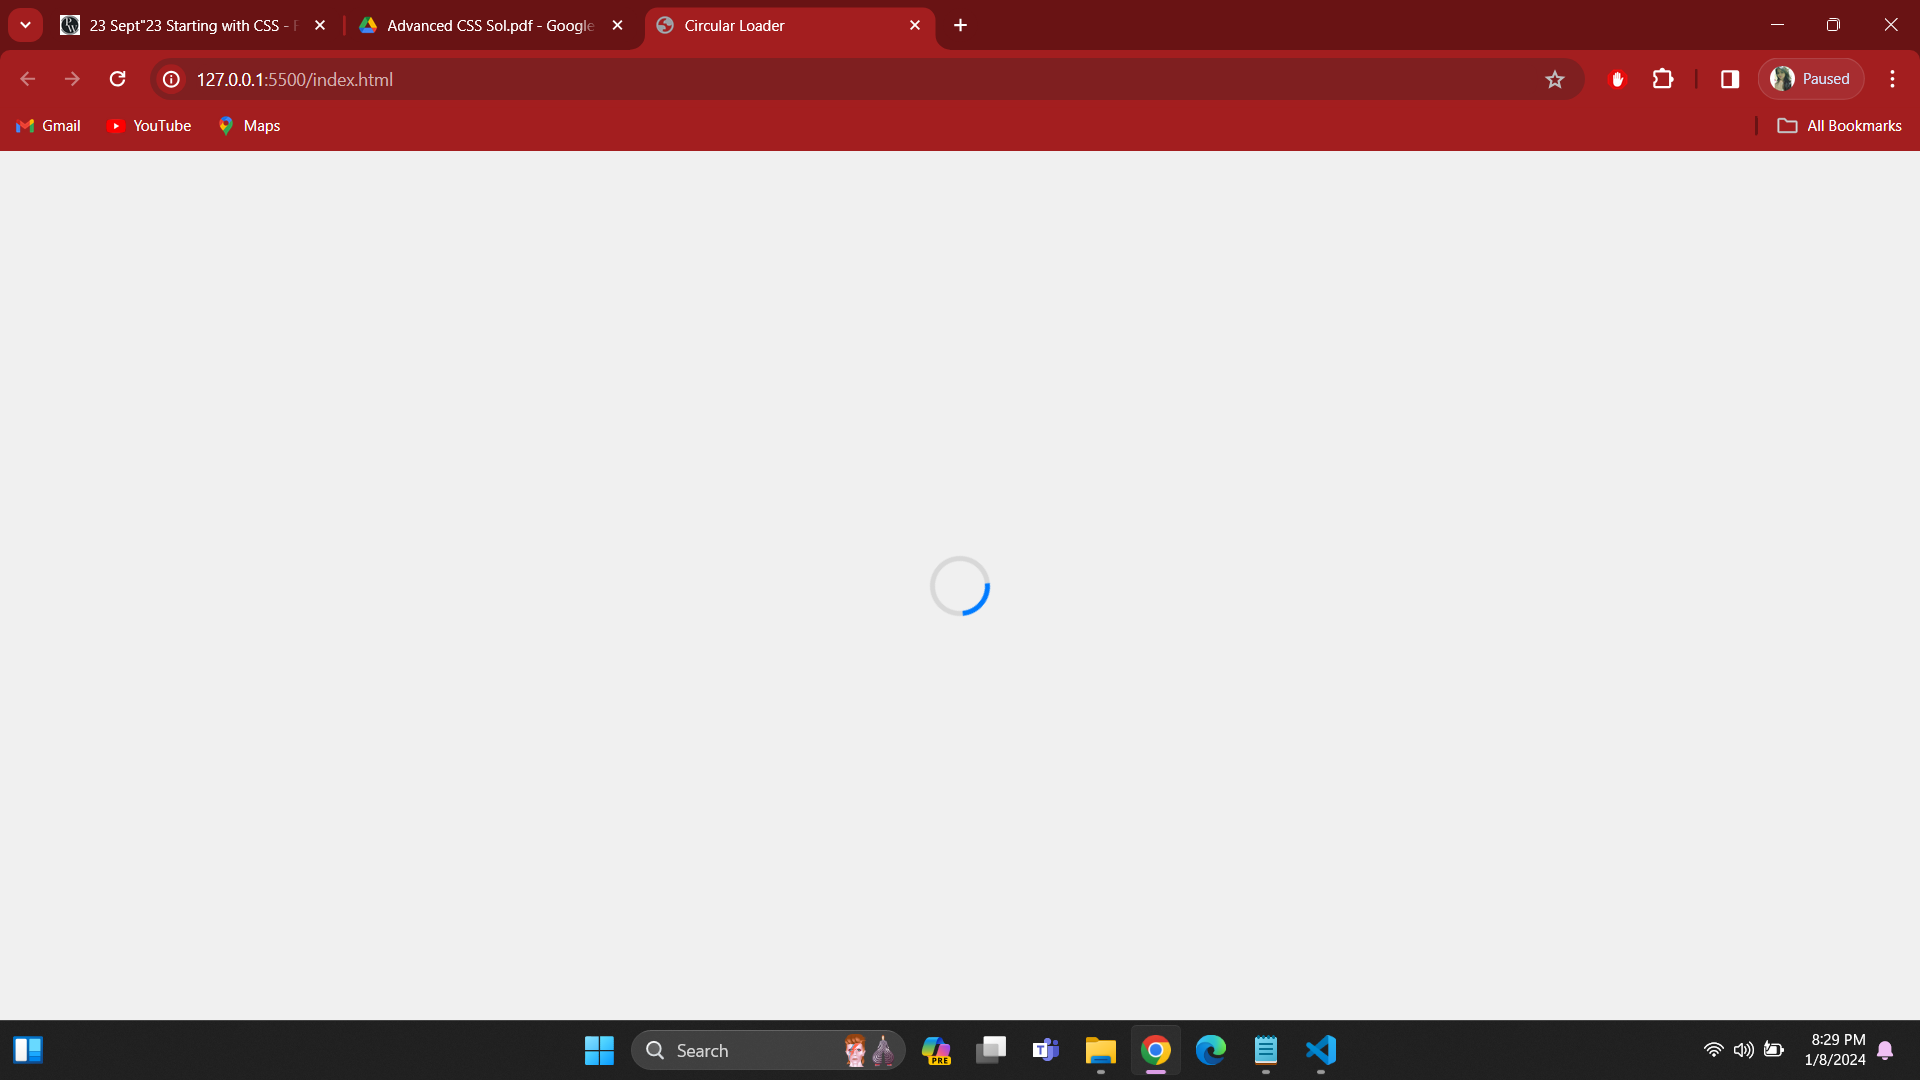 23 Sept"23 Starting with CSS -
Advanced CSS Sol.pdf - Google
Circular Loader
127.0.0.1:5500/index.html
Paused
Gmail
YouTube
Maps
All Bookmarks
Search
PRE
8:29 PM
1/8/2024